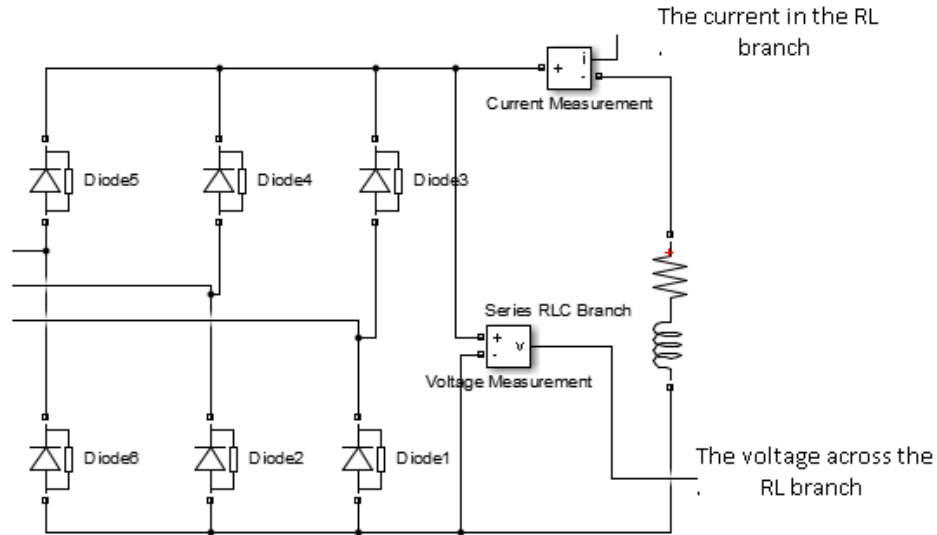 The current in the RL
. branch
i
+
-
Current Measurement
Diode5
Diode4
Diode3
+
Series RLC Branch
+
- v
Voltage Measurement
Diode6
Diode2
Diode1
The voltage across the
. RL branch